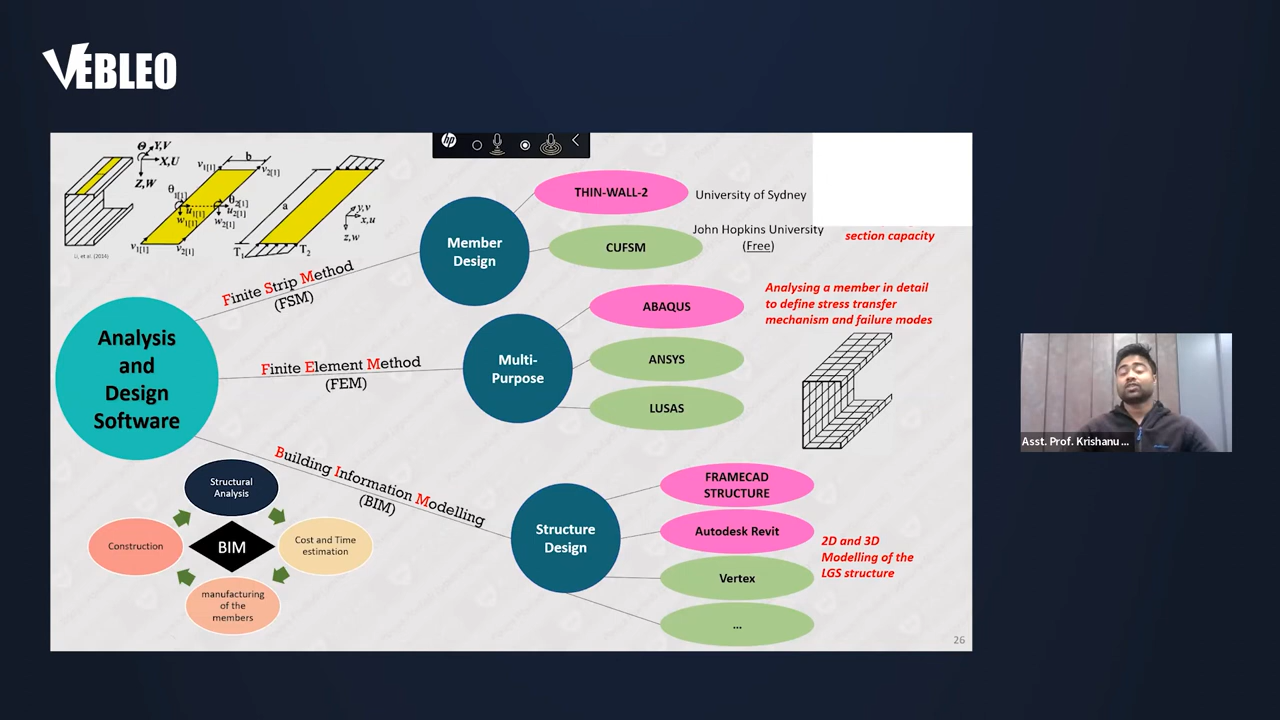 VEBLEO
hp
Θ
Y,V
X,U
Z,W
v1[1]
b
v2[1]
θ1[1]
θ2[1]
u1[1]
u2[1]
w1[1]
w2[1]
v1[1]
v2[1]
a
y,v
x,u
z,w
T1
T2
Li, et al. (2014)
Analysis
and
Design
Software
Finite Strip Method
(FSM)
Member
Design
THIN-WALL-2
University of Sydney
CUFSM
John Hopkins University
(Free)
section capacity
Finite Element Method
(FEM)
Multi-
Purpose
ABAQUS
ANSYS
LUSAS
Analysing a member in detail
to define stress transfer
mechanism and failure modes
Building Information Modelling
(BIM)
Structure
Design
FRAMECAD
STRUCTURE
Autodesk Revit
Vertex
...
2D and 3D
Modelling of the
LGS structure
Structural
Analysis
Construction
BIM
Cost and Time
estimation
manufacturing
of the
members
26
Asst. Prof. Krishanu ...